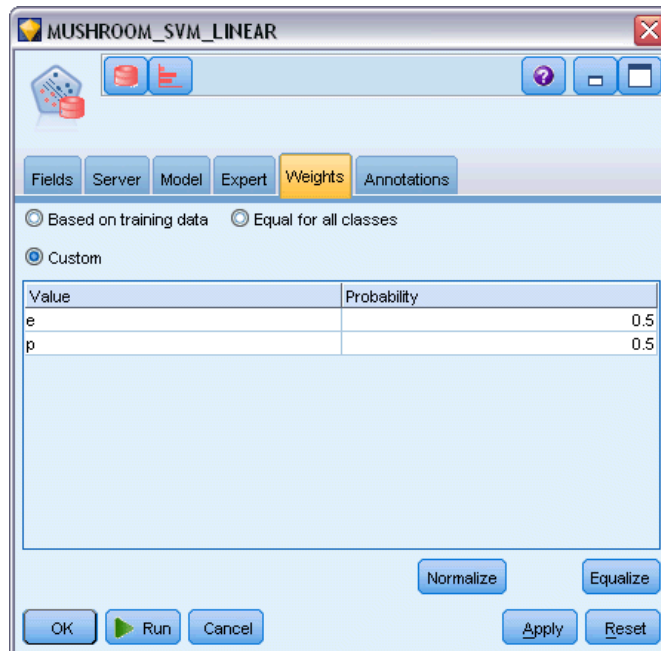 MUSHROOM_SVM_LINEAR
?
Fields Server Model Expert Weights Annotations
Based on training data Equal for all classes
Custom
Value Probability
e 0.5
p 0.5
Normalize Equalize
OK Run Cancel Apply Reset